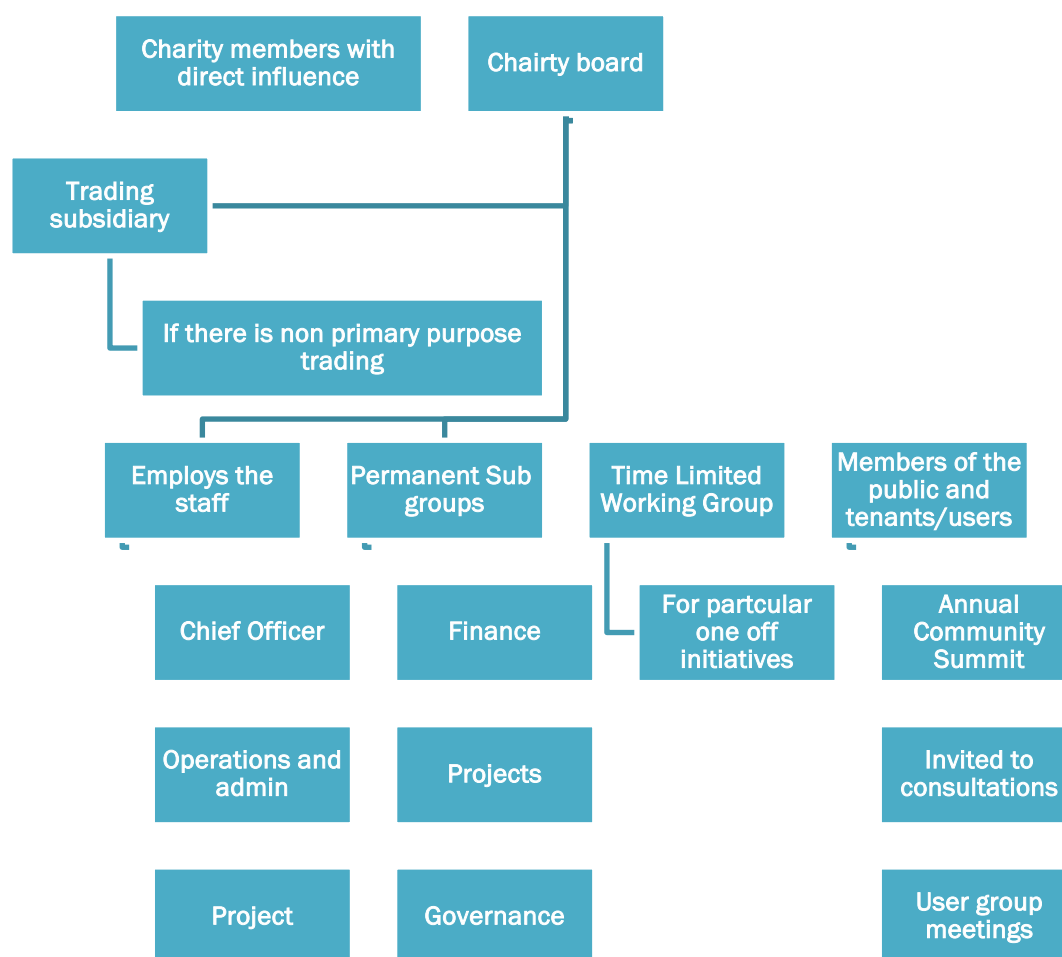 Charity members with
direct influence
Chairty board
Trading
subsidiary
If there is non primary purpose
trading
Employs the
staff
Permanent Sub
groups
Time Limited
Working Group
Members of the
public and
tenants/users
Chief Officer
Finance
For partcular
one off
initiatives
Annual
Community
Summit
Operations and
admin
Projects
Invited to
consultations
Project
Governance
User group
meetings